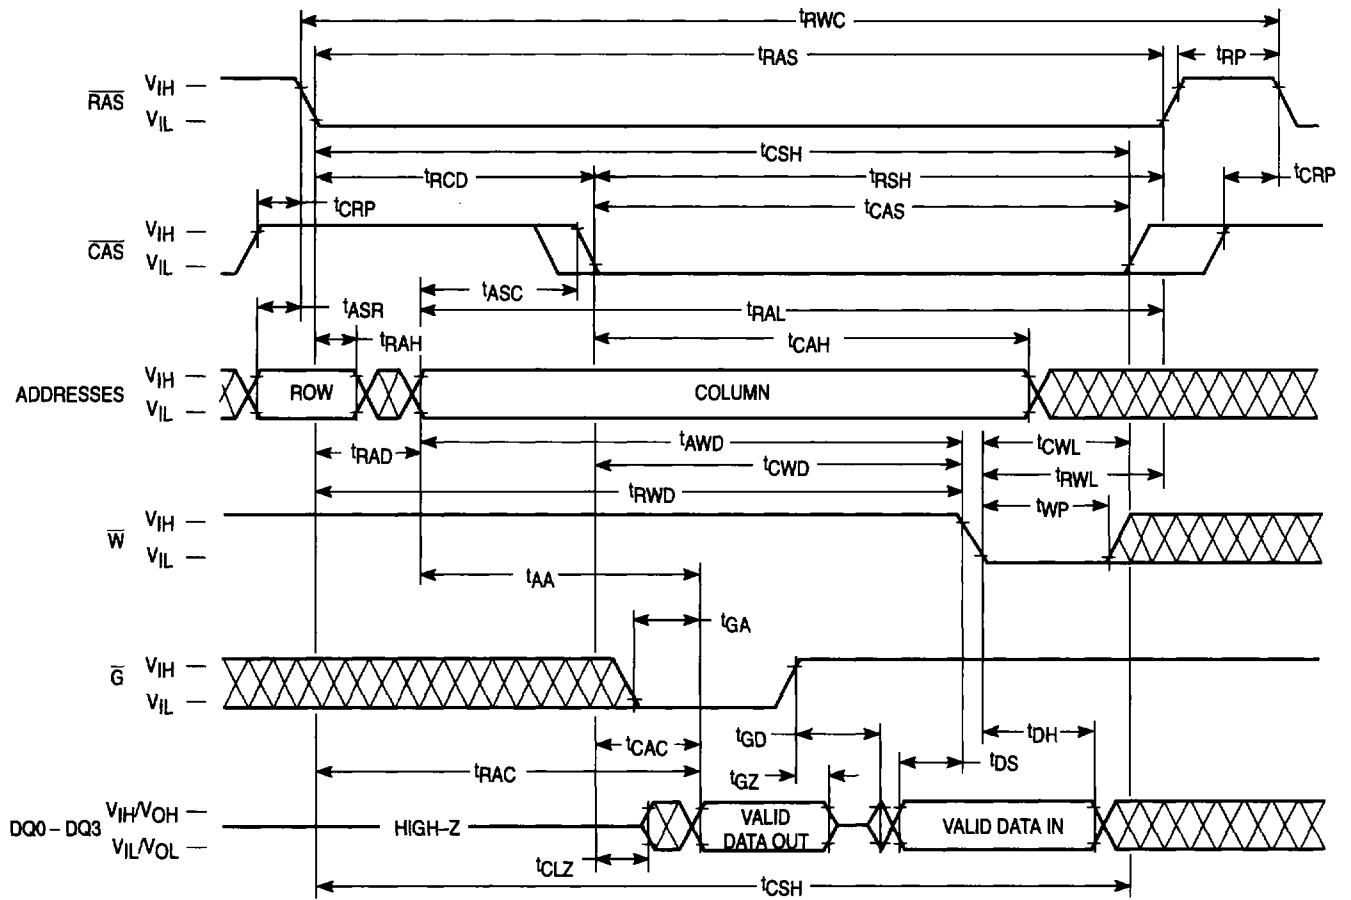 tRWC
tRAS
tRP
RAS
VIH
VIL
tCSH
tRCD
tRSH
tCRP
tCRP
tCAS
CAS
VIH
VIL
tASC
tASR
tRAL
tRAH
tCAH
ADDRESSES
VIH
VIL
ROW
COLUMN
tRAD
tAWD
tCWL
tCWD
tRWL
tRWD
tWP
W
VIH
VIL
tAA
tGA
G
VIH
VIL
tCAC
tGD
tDH
tRAC
tGZ
tDS
DQ0 – DQ3
VIH/VOH
VIL/VOL
HIGH–Z
VALID
DATA OUT
VALID DATA IN
tCLZ
tCSH